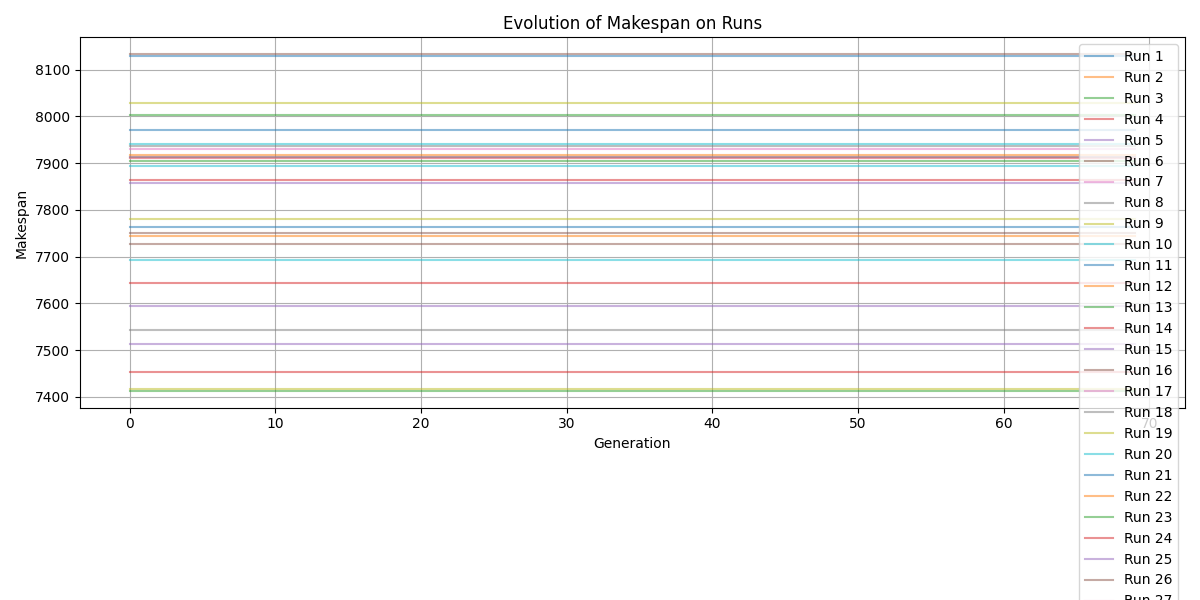 Evolution of Makespan on Runs
Makespan
8100
8000
7900
7800
7700
7600
7500
7400
0 10 20 30 40 50 60 70
Generation
Run 1
Run 2
Run 3
Run 4
Run 5
Run 6
Run 7
Run 8
Run 9
Run 10
Run 11
Run 12
Run 13
Run 14
Run 15
Run 16
Run 17
Run 18
Run 19
Run 20
Run 21
Run 22
Run 23
Run 24
Run 25
Run 26
Run 27